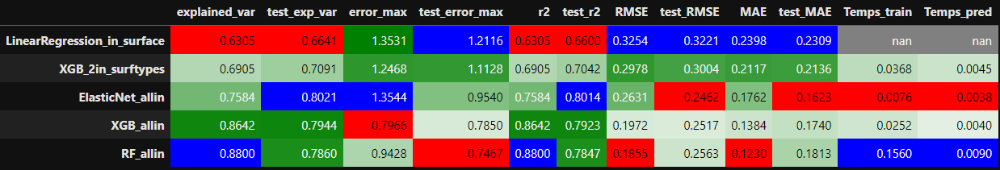 explained_var test_exp_var error_max test_error_max r2 test_r2 RMSE test_RMSE MAE test_MAE Temps_train Temps_pred
LinearRegression_in_surface 0.6305 0.6641 1.3531 1.2116 0.6305 0.6600 0.3254 0.3221 0.2398 0.2309 nan nan
XGB_2in_surftypes 0.6905 0.7091 1.2468 1.1128 0.6905 0.7042 0.2978 0.3004 0.2117 0.2136 0.0368 0.0045
ElasticNet_allin 0.7584 0.8021 1.3544 0.9540 0.7584 0.8014 0.2631 0.2462 0.1762 0.1623 0.0076 0.0038
XGB_allin 0.8642 0.7944 0.7966 0.7850 0.8642 0.7923 0.1972 0.2517 0.1384 0.1740 0.0252 0.0040
RF_allin 0.8800 0.7860 0.9428 0.7467 0.8800 0.7847 0.1855 0.2563 0.1230 0.1813 0.1560 0.0090